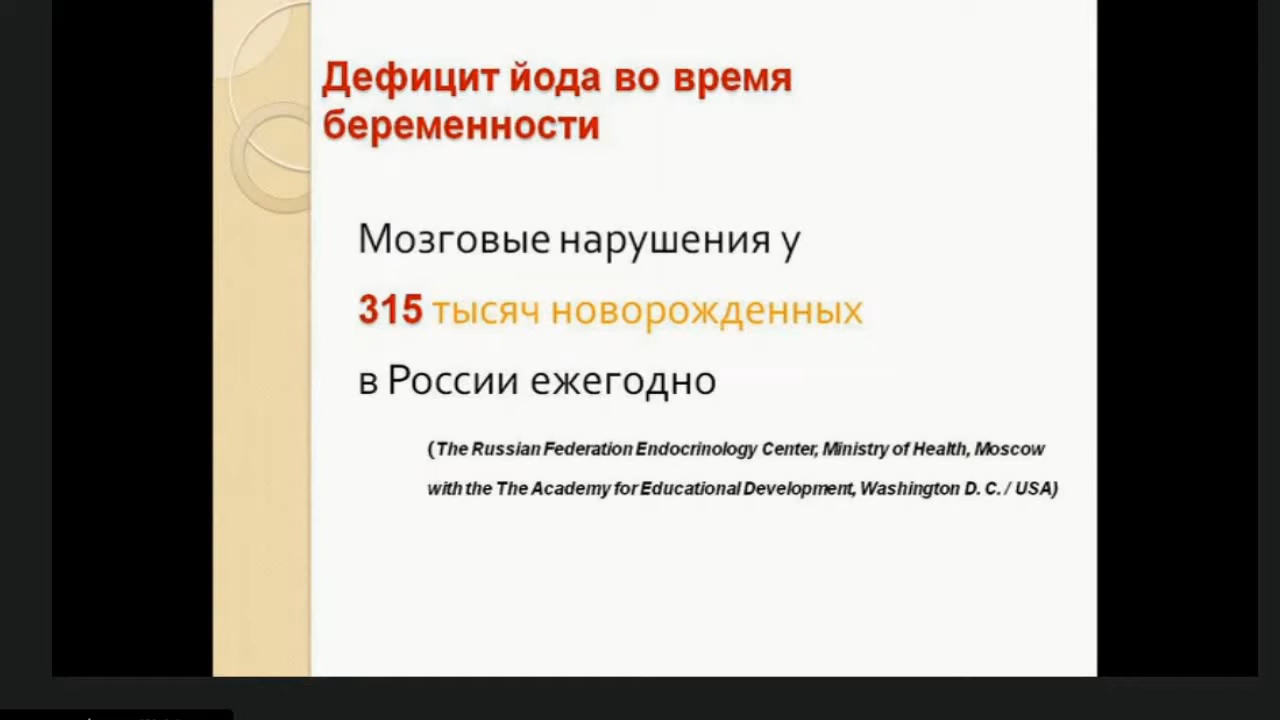 Дефицит йода во время
беременности
Мозговые нарушения у
315 тысяч новорожденных
в России ежегодно
(The Russian Federation Endocrinology Center, Ministry of Health, Moscow
with the The Academy for Educational Development, Washington D. C. / USA)